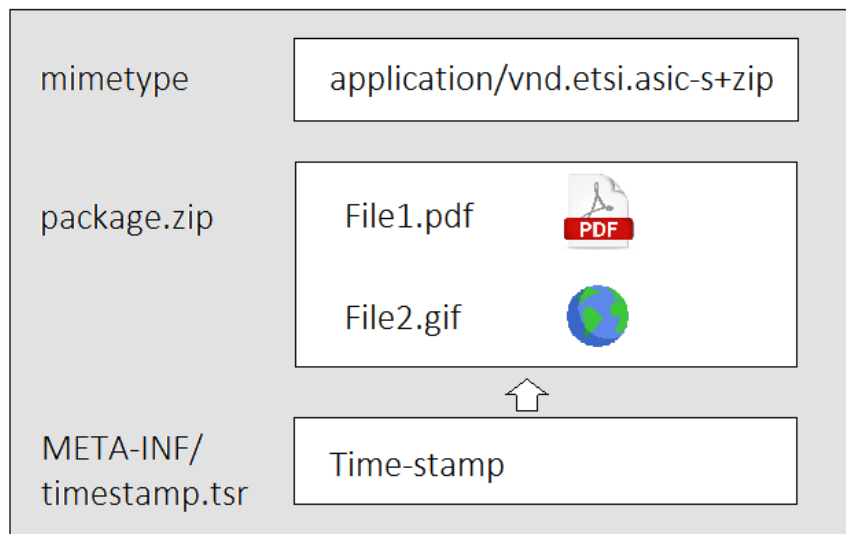 mimetype
application/vnd.etsi.asic-s+zip
package.zip
File1.pdf
PDF
File2.gif
META-INF/
timestamp.tsr
Time-stamp